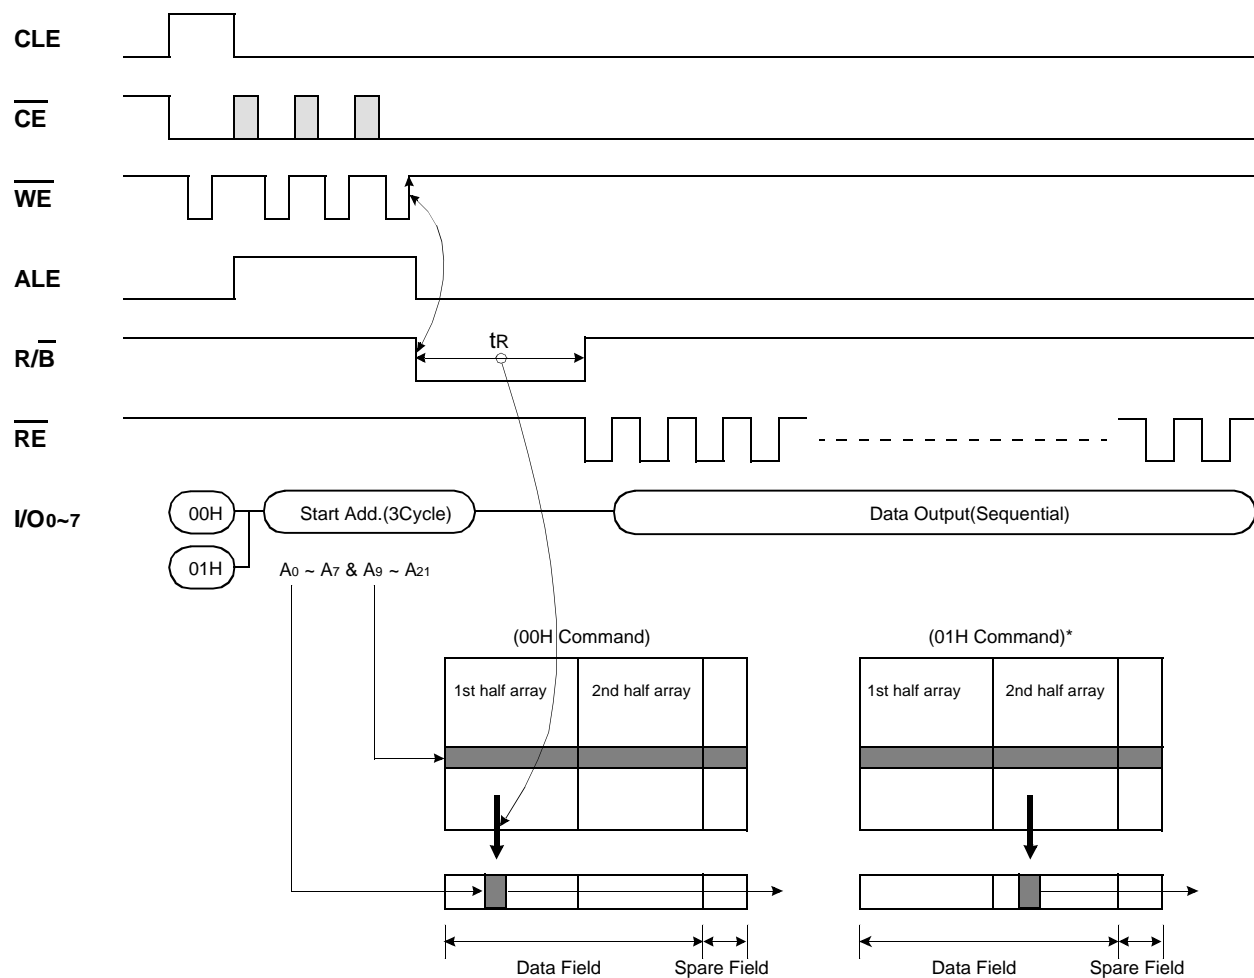 CLE
CE
WE
ALE
R/B
tR
RE
I/O0~7
00H
Start Add.(3Cycle)
Data Output(Sequential)
01H
A0 ~ A7 & A9 ~ A21
(00H Command)
(01H Command)*
1st half array
2nd half array
1st half array
2nd half array
Data Field
Spare Field
Data Field
Spare Field